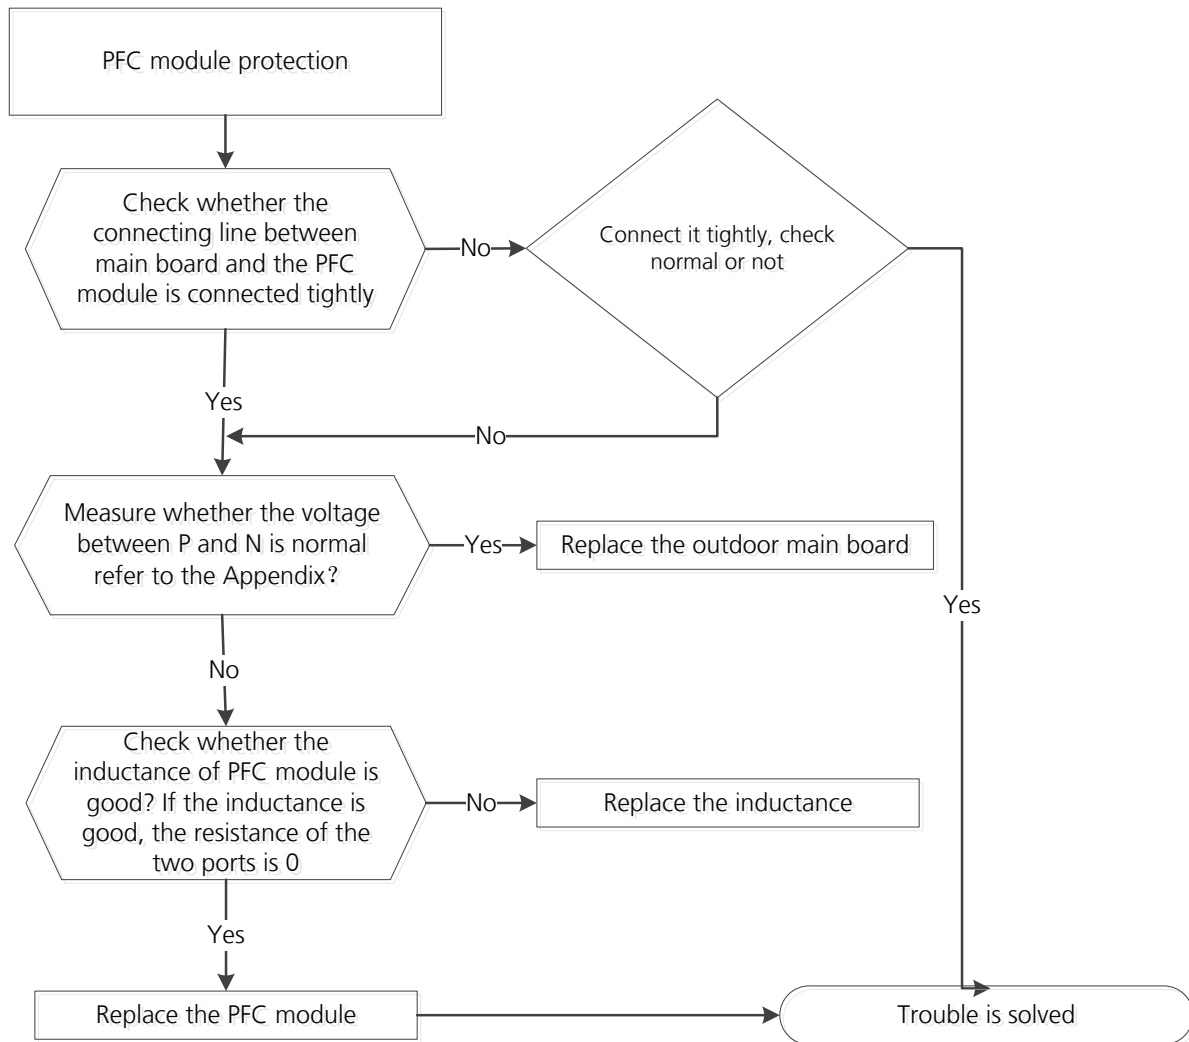 PFC module protection
Check whether the
connecting line between
main board and the PFC
module is connected tightly
No
Connect it tightly, check
normal or not
Yes
No
Measure whether the voltage
between P and N is normal
refer to the Appendix？
Yes
Replace the outdoor main board
Yes
No
Check whether the
inductance of PFC module is
good? If the inductance is
good, the resistance of the
two ports is 0
No
Replace the inductance
Yes
Replace the PFC module
Trouble is solved